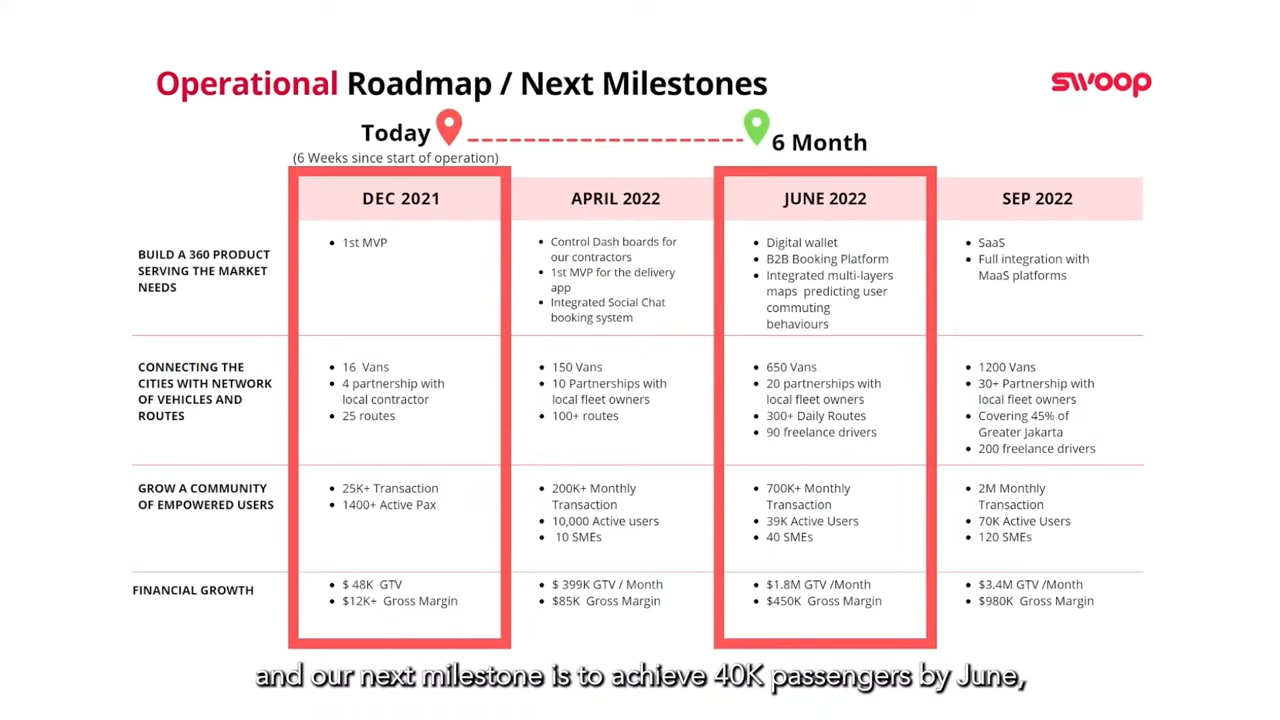 Operational Roadmap / Next Milestones
swoop
Today
(6 Weeks since start of operation)
6 Month
DEC 2021
APRIL 2022
JUNE 2022
SEP 2022
BUILD A 360 PRODUCT
SERVING THE MARKET
NEEDS
• 1st MVP
• Control Dash boards for
our contractors
• 1st MVP for the delivery
app
• Integrated Social Chat
booking system
• Digital wallet
• B2B Booking Platform
• Integrated multi-layers
maps predicting user
commuting
behaviours
• SaaS
• Full integration with
MaaS platforms
CONNECTING THE
CITIES WITH NETWORK
OF VEHICLES AND
ROUTES
• 16 Vans
• 4 partnership with
local contractor
• 25 routes
• 150 Vans
• 10 Partnerships with
local fleet owners
• 100+ routes
• 650 Vans
• 20 partnerships with
local fleet owners
• 300+ Daily Routes
• 90 freelance drivers
• 1200 Vans
• 30+ Partnership with
local fleet owners
• Covering 45% of
Greater Jakarta
• 200 freelance drivers
GROW A COMMUNITY
OF EMPOWERED USERS
• 25K+ Transaction
• 1400+ Active Pax
• 200K+ Monthly
Transaction
• 10,000 Active users
• 10 SMEs
• 700K+ Monthly
Transaction
• 39K Active Users
• 40 SMEs
• 2M Monthly
Transaction
• 70K Active Users
• 120 SMEs
FINANCIAL GROWTH
• $ 48K GTV
• $12K+ Gross Margin
• $ 399K GTV / Month
• $85K Gross Margin
• $1.8M GTV /Month
• $450K Gross Margin
• $3.4M GTV /Month
• $980K Gross Margin
and our next milestone is to achieve 40K passengers by June,